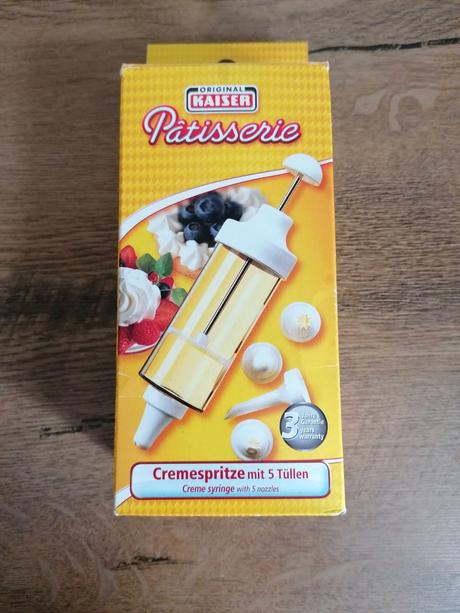 ORIGINAL
KAISER
Pâtisserie
3
Jahre
Garantie
years
warranty
Cremespritze mit 5 Tüllen
Creme syringe with 5 nozzles